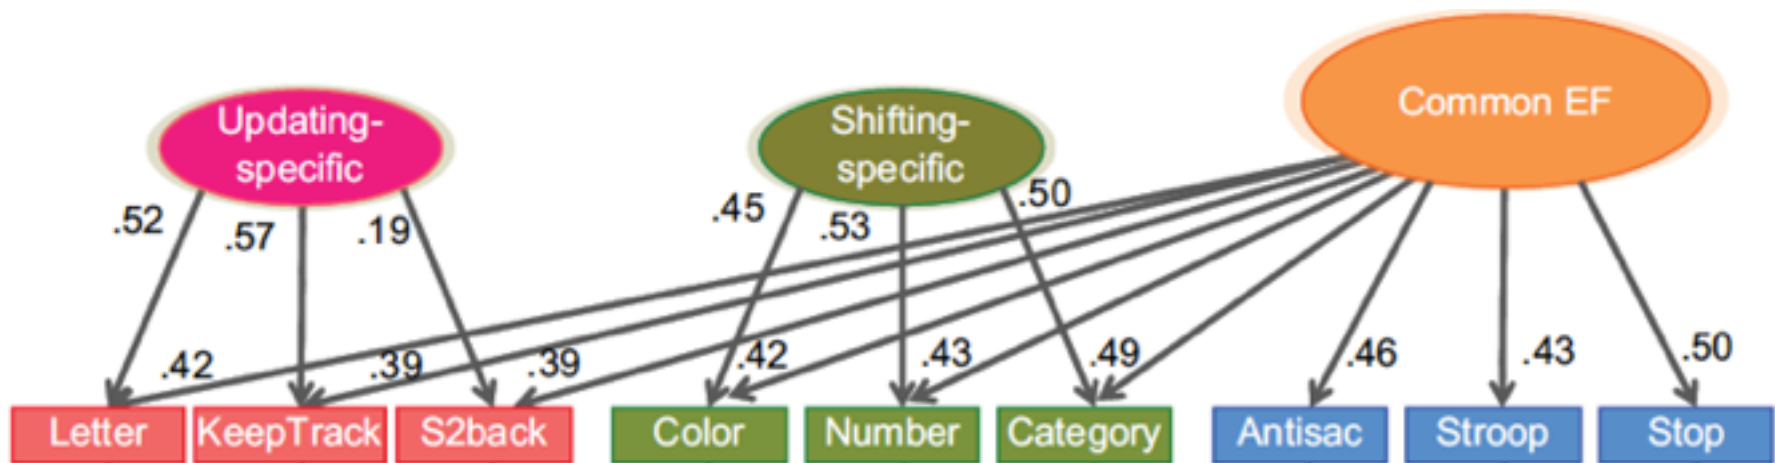 Common EF
Updating-
specific
Shifting-
specific
.52
.57
.19
.45
.53
.50
.42
.39
.39
.42
.43
.49
.46
.43
.50
Letter
KeepTrack
S2back
Color
Number
Category
Antisac
Stroop
Stop